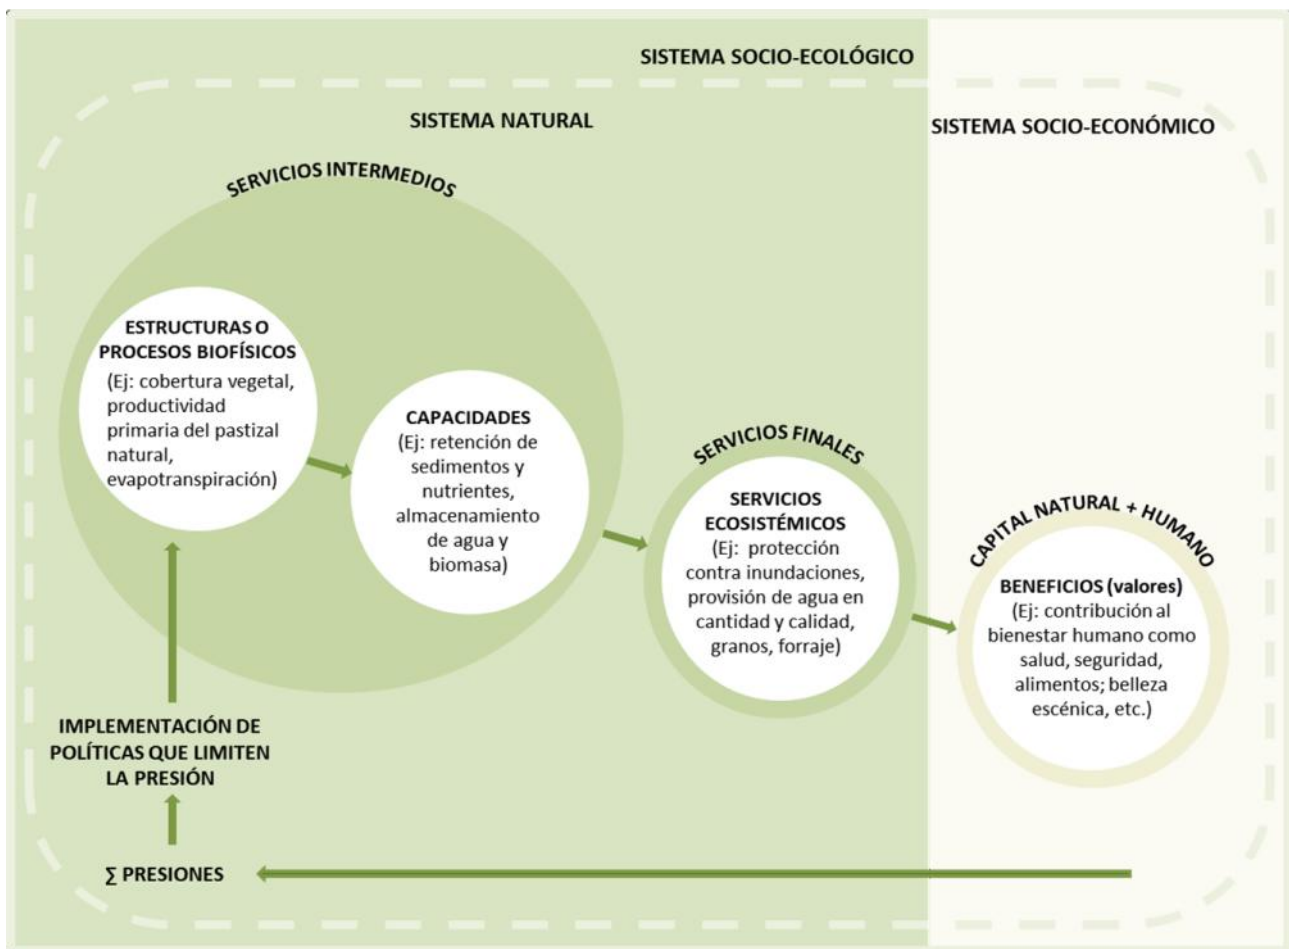 SISTEMA SOCIO-ECOLÓGICO
SISTEMA NATURAL
SISTEMA SOCIO-ECONÓMICO
SERVICIOS INTERMEDIOS
ESTRUCTURAS O
PROCESOS BIOFÍSICOS
(Ej: cobertura vegetal,
productividad
primaria del pastizal
natural,
evapotranspiración)
CAPACIDADES
(Ej: retención de
sedimentos y
nutrientes,
almacenamiento
de agua y
biomasa)
SERVICIOS FINALES
SERVICIOS
ECOSISTÉMICOS
(Ej: protección
contra inundaciones,
provisión de agua en
cantidad y calidad,
granos, forraje)
CAPITAL NATURAL + HUMANO
BENEFICIOS (valores)
(Ej: contribución al
bienestar humano como
salud, seguridad,
alimentos; belleza
escénica, etc.)
IMPLEMENTACIÓN DE
POLÍTICAS QUE LIMITEN
LA PRESIÓN
∑ PRESIONES